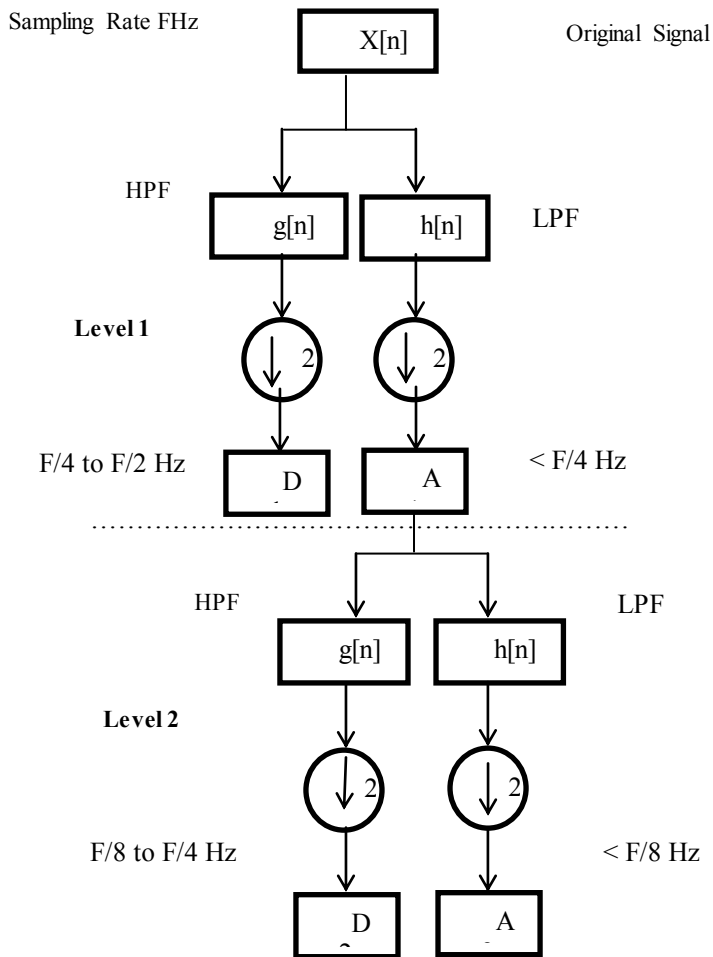 Sampling Rate FHz
X[n]
Original Signal
HPF
g[n]
h[n]
LPF
Level 1
2
2
F/4 to F/2 Hz
D
A
< F/4 Hz
HPF
LPF
g[n]
h[n]
Level 2
2
2
F/8 to F/4 Hz
D
A
< F/8 Hz